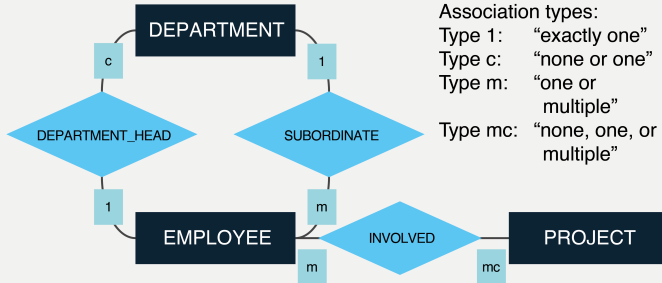 DEPARTMENT
c
1
DEPARTMENT_HEAD
SUBORDINATE
1
m
EMPLOYEE
INVOLVED
PROJECT
m
mc
Association types:
Type 1: “exactly one”
Type c: “none or one”
Type m: “one or
multiple”
Type mc: “none, one, or
multiple”